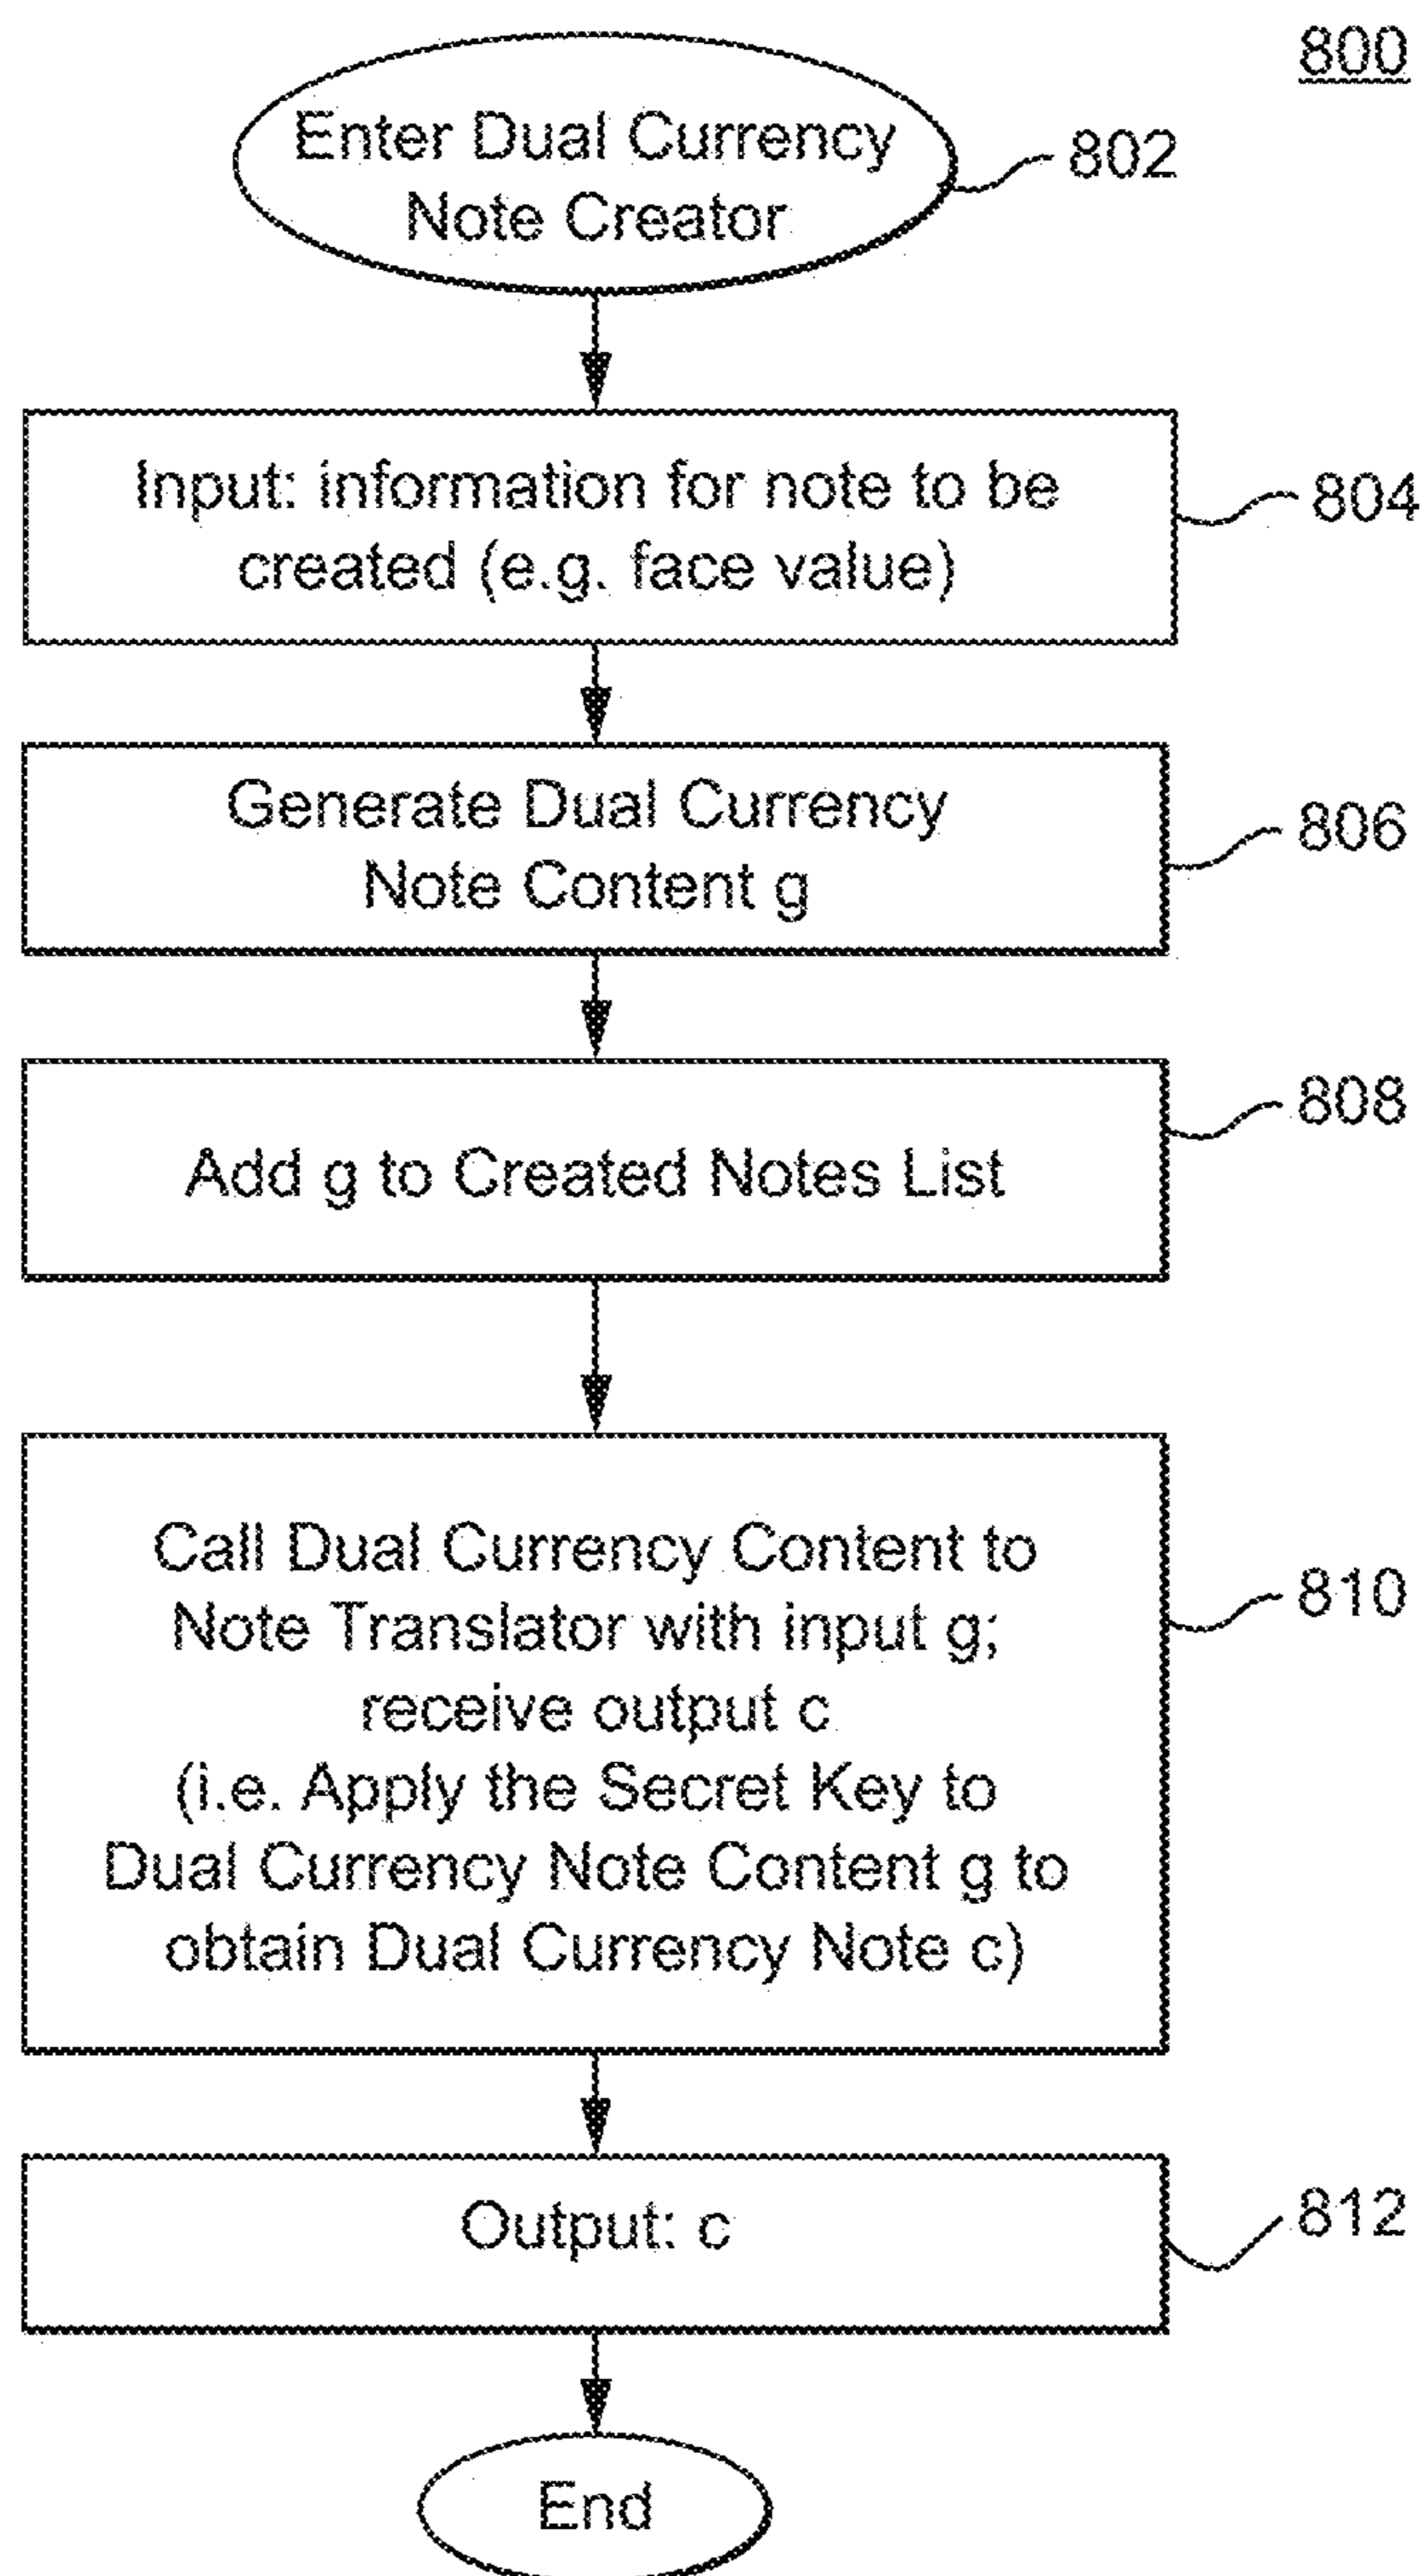 800
Enter Dual Currency
Note Creator
802
Input: information for note to be
created (e.g. face value)
804
Generate Dual Currency
Note Content g
806
Add g to Created Notes List
808
Call Dual Currency Content to
Note Translator with input g;
receive output c
(i.e. Apply the Secret Key to
Dual Currency Note Content g to
obtain Dual Currency Note c)
810
Output: c
812
End